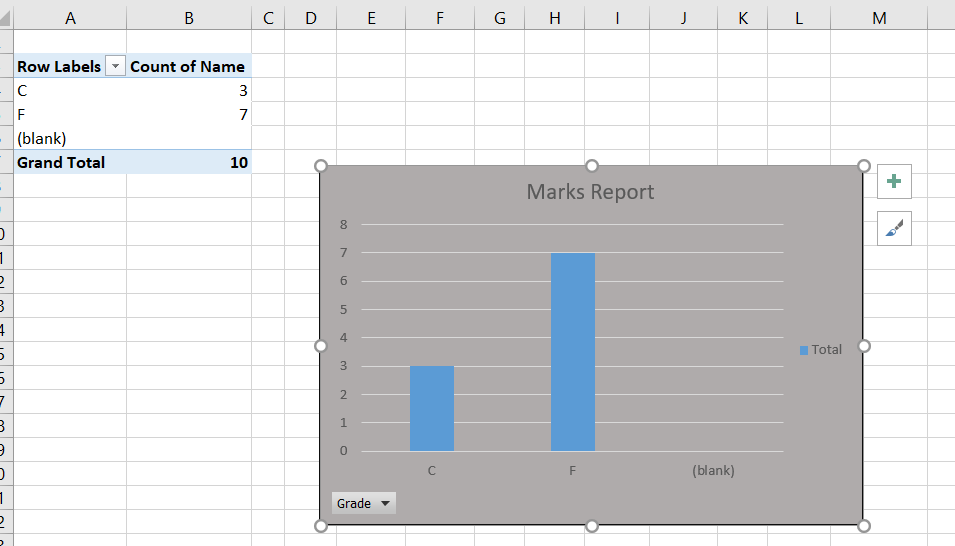 A B C D E F G H I J K L M
Row Labels Count of Name
C 3
F 7
(blank)
Grand Total 10
Marks Report
8
7
6
5
4
3
2
1
0
C F (blank)
Total
Grade